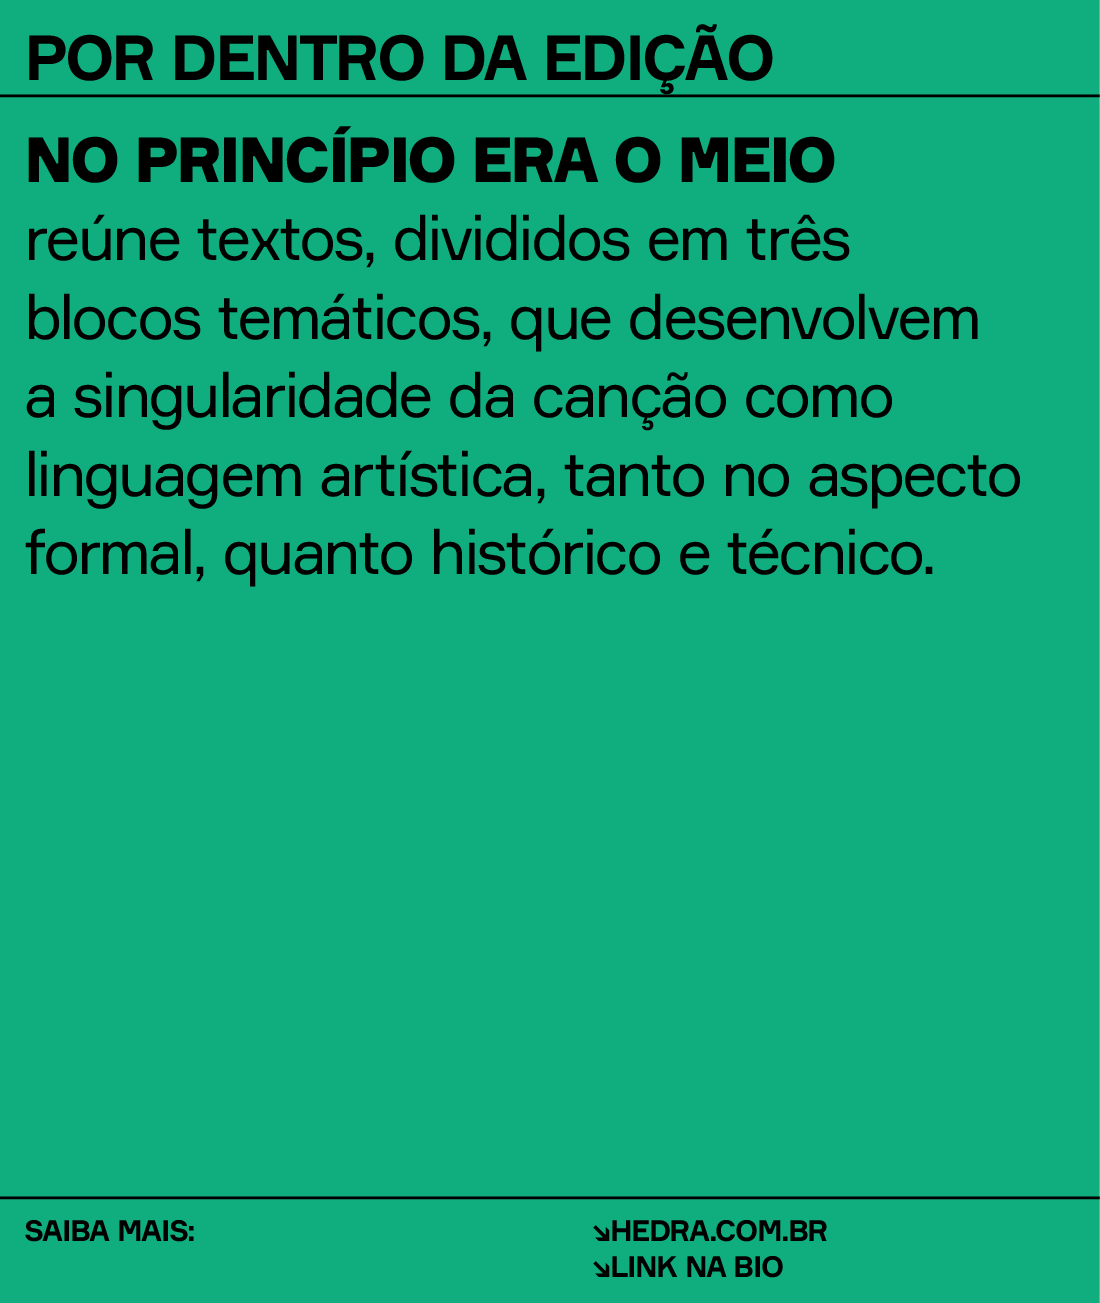 POR DENTRO DA EDIÇÃO
NO PRINCÍPIO ERA O MEIO
reúne textos, divididos em três
blocos temáticos, que desenvolvem
a singularidade da canção como
linguagem artística, tanto no aspecto
formal, quanto histórico e técnico.
SAIBA MAIS:
↘HEDRA.COM.BR
↘LINK NA BIO